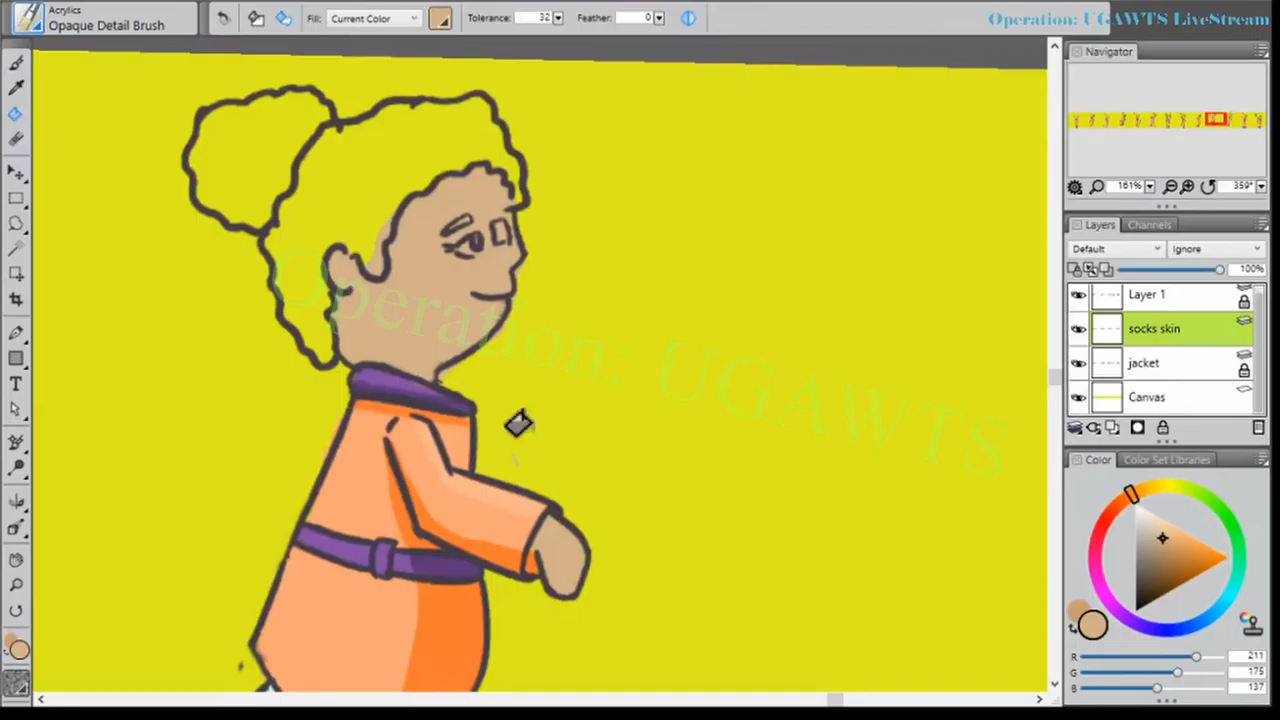 Acrylics
Opaque Detail Brush
Fill: Current Color Tolerance: 32 Feather: 0
Operation: UGAWTS LiveStream
Navigator
161% 359°
Layers Channels
Default Ignore
100%
Layer 1
socks skin
jacket
Canvas
Color Color Set Libraries
R 211
G 175
B 137
Operation: UGAWTS
T